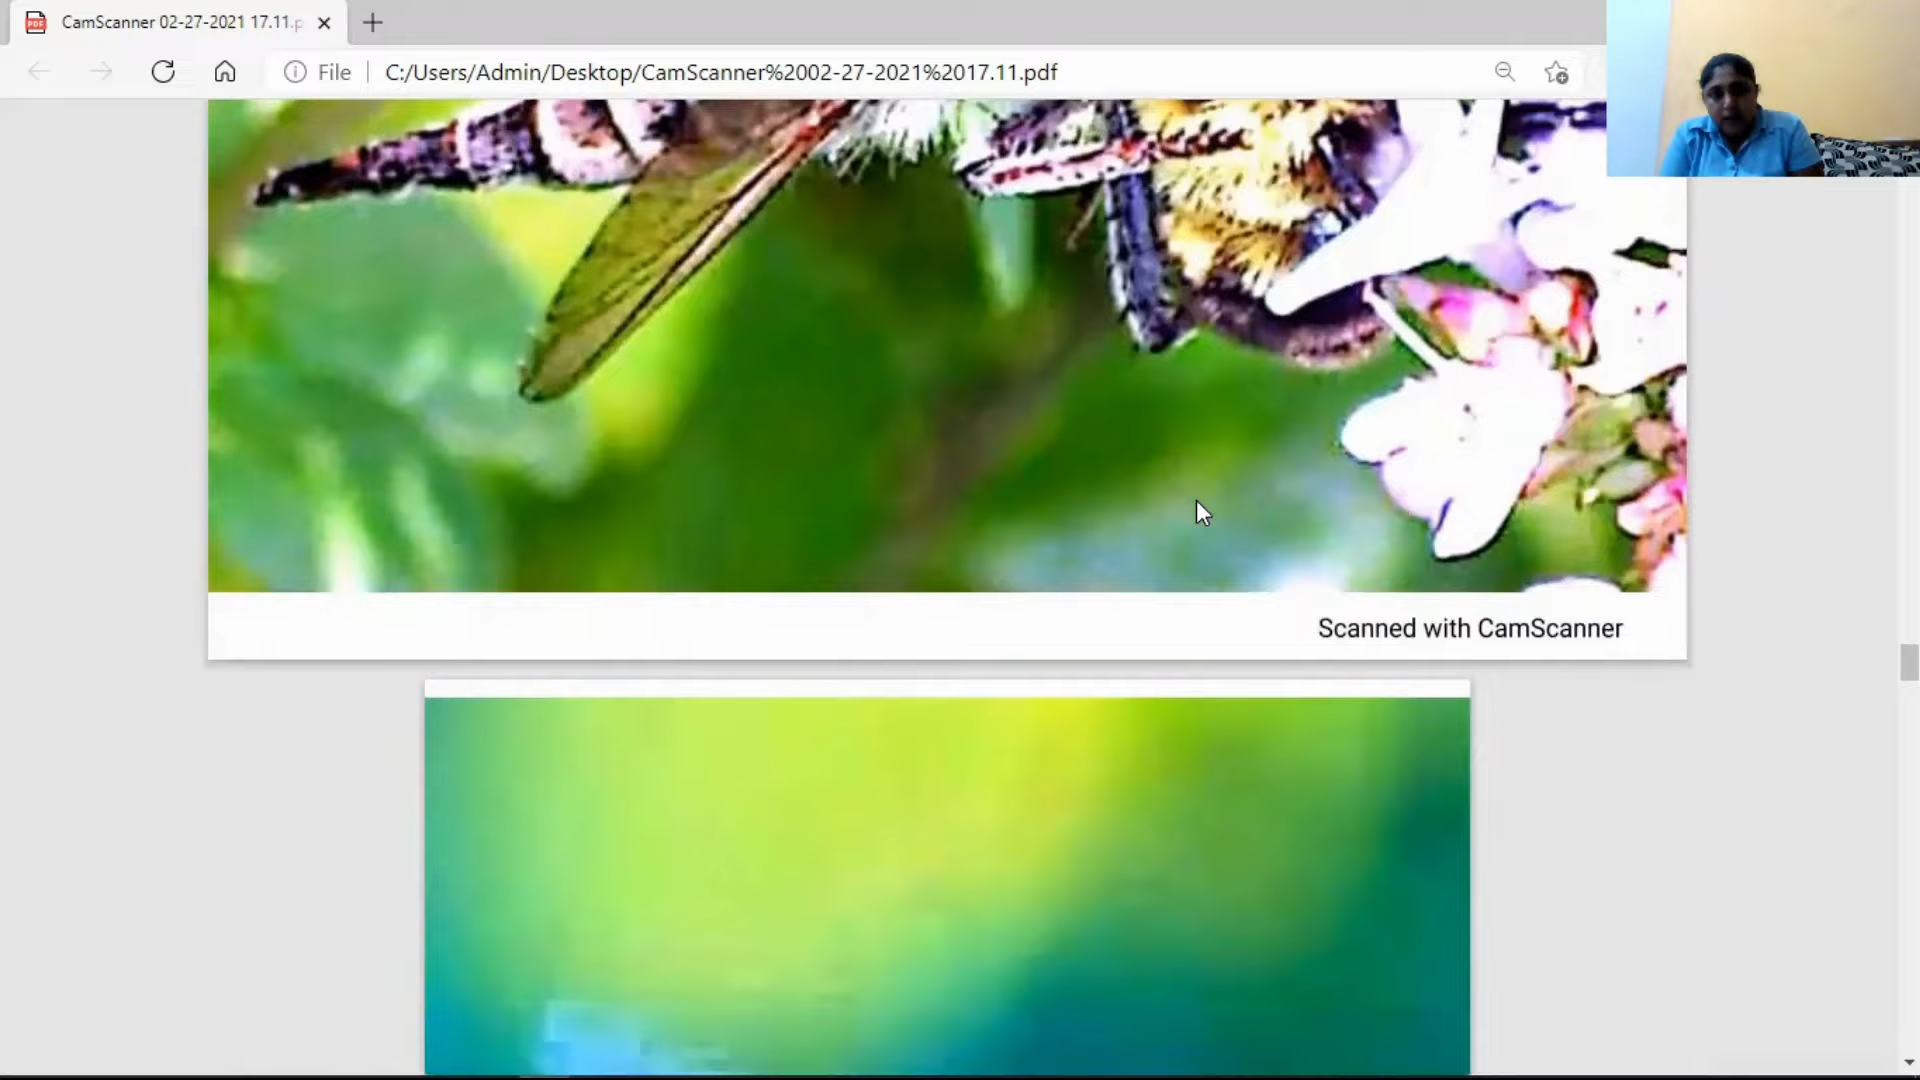 CamScanner 02-27-2021 17.11.p
File
C:/Users/Admin/Desktop/CamScanner%2002-27-2021%2017.11.pdf
Scanned with CamScanner